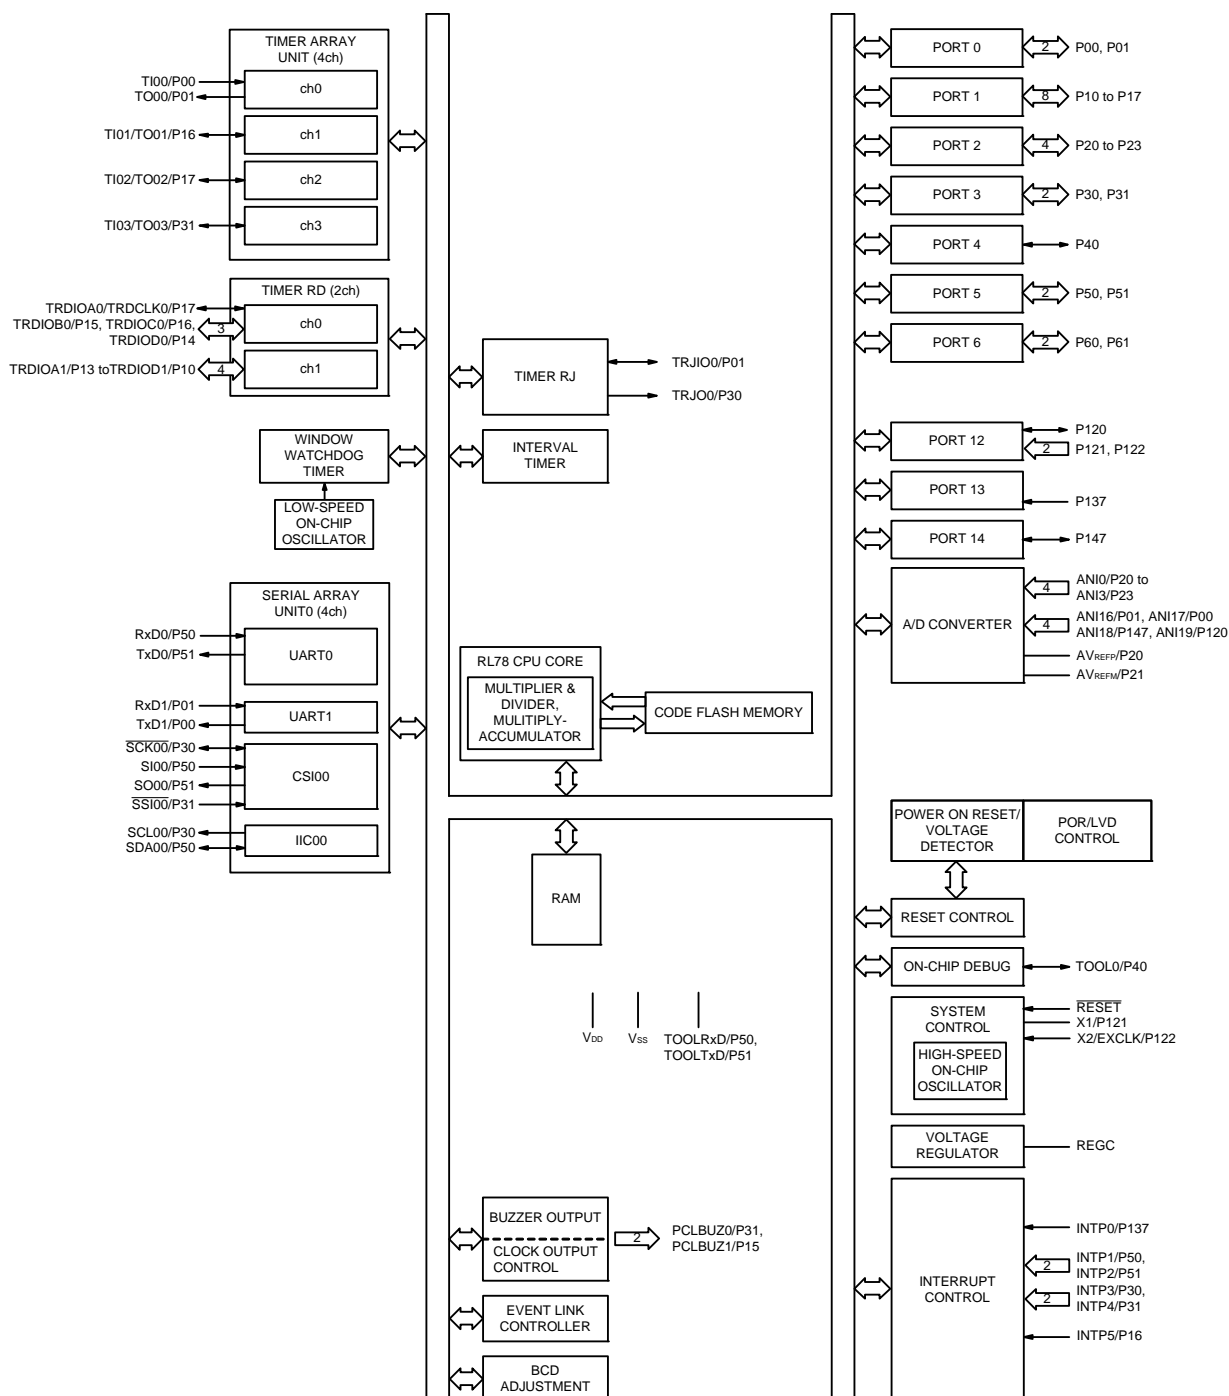 TIMER ARRAY
UNIT (4ch)
TI00/P00
TO00/P01
ch0
TI01/TO01/P16
ch1
TI02/TO02/P17
ch2
TI03/TO03/P31
ch3
TIMER RD (2ch)
TRDIOA0/TRDCLK0/P17
TRDIOB0/P15, TRDIOC0/P16,
TRDIOD0/P14
3
ch0
TRDIOA1/P13 toTRDIOD1/P10
4
ch1
WINDOW
WATCHDOG
TIMER
LOW-SPEED
ON-CHIP
OSCILLATOR
SERIAL ARRAY
UNIT0 (4ch)
RxD0/P50
TxD0/P51
UART0
RxD1/P01
TxD1/P00
UART1
SCK00/P30
SI00/P50
SO00/P51
SSI00/P31
CSI00
SCL00/P30
SDA00/P50
IIC00
TIMER RJ
TRJIO0/P01
TRJO0/P30
INTERVAL
TIMER
RL78 CPU CORE
MULTIPLIER &
DIVIDER,
MULITIPLY-
ACCUMULATOR
CODE FLASH MEMORY
RAM
VDD
VSS
TOOLRxD/P50,
TOOLTxD/P51
BUZZER OUTPUT
CLOCK OUTPUT
CONTROL
2
PCLBUZ0/P31,
PCLBUZ1/P15
EVENT LINK
CONTROLLER
BCD
ADJUSTMENT
PORT 0
2
P00, P01
PORT 1
8
P10 to P17
PORT 2
4
P20 to P23
PORT 3
2
P30, P31
PORT 4
P40
PORT 5
2
P50, P51
PORT 6
2
P60, P61
PORT 12
P120
2
P121, P122
PORT 13
P137
PORT 14
P147
A/D CONVERTER
4
ANI0/P20 to
ANI3/P23
4
ANI16/P01, ANI17/P00
ANI18/P147, ANI19/P120
AVREFP/P20
AVREFM/P21
POWER ON RESET/
VOLTAGE
DETECTOR
POR/LVD
CONTROL
RESET CONTROL
ON-CHIP DEBUG
TOOL0/P40
SYSTEM
CONTROL
HIGH-SPEED
ON-CHIP
OSCILLATOR
RESET
X1/P121
X2/EXCLK/P122
VOLTAGE
REGULATOR
REGC
INTERRUPT
CONTROL
INTP0/P137
2
INTP1/P50,
INTP2/P51
2
INTP3/P30,
INTP4/P31
INTP5/P16